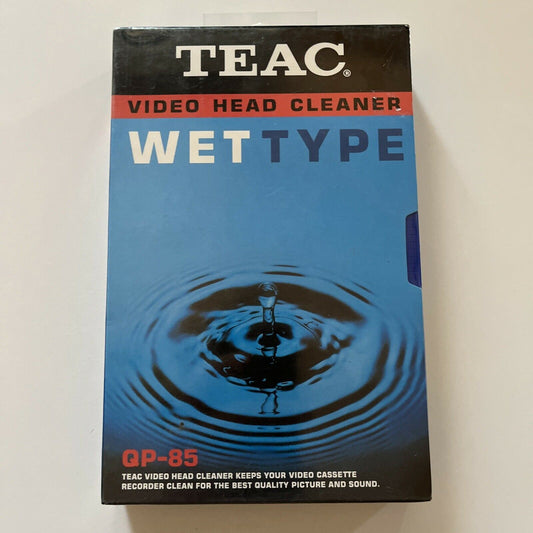 TEAC®
VIDEO HEAD CLEANER
WET TYPE
QP-85
TEAC VIDEO HEAD CLEANER KEEPS YOUR VIDEO CASSETTE
RECORDER CLEAN FOR THE BEST QUALITY PICTURE AND SOUND.